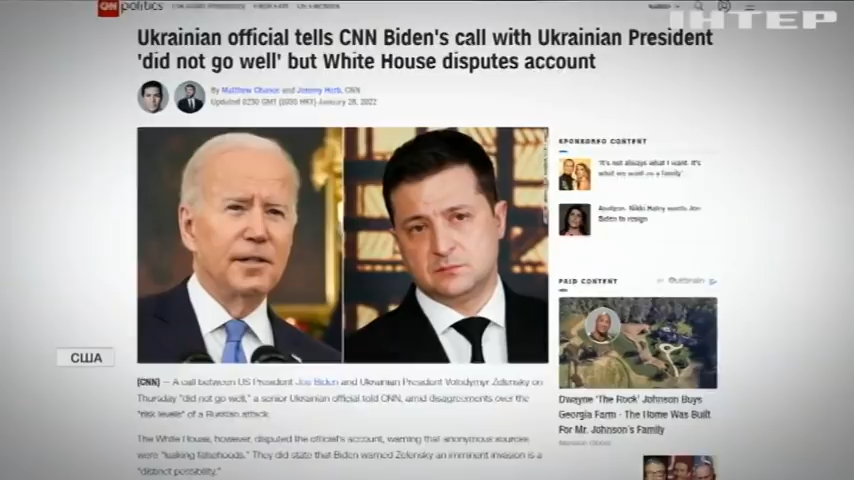 ІНТЕР
CNN politics
Ukrainian official tells CNN Biden's call with Ukrainian President
'did not go well' but White House disputes account
By Matthew Chance and Jeremy Herb, CNN
Updated 0230 GMT January 28, 2022
SPONSORED CONTENT
'It's not always what I want. It's
what we want as a family'
Nikki Haley wants Joe
Biden to resign
PAID CONTENT
Outbrain
США
(CNN) — A call between US President Joe Biden and Ukrainian President Volodymyr Zelensky on
Thursday "did not go well," a senior Ukrainian official told CNN, amid disagreements over the
"risk levels" of a Russian attack.
Dwayne 'The Rock' Johnson Buys
Georgia Farm - The Home Was Built
For Mr. Johnson's Family
Mansion Global
The White House, however, disputed the official's account, warning that anonymous sources
were "leaking falsehoods." They did state that Biden warned Zelensky an imminent invasion is a
"distinct possibility."